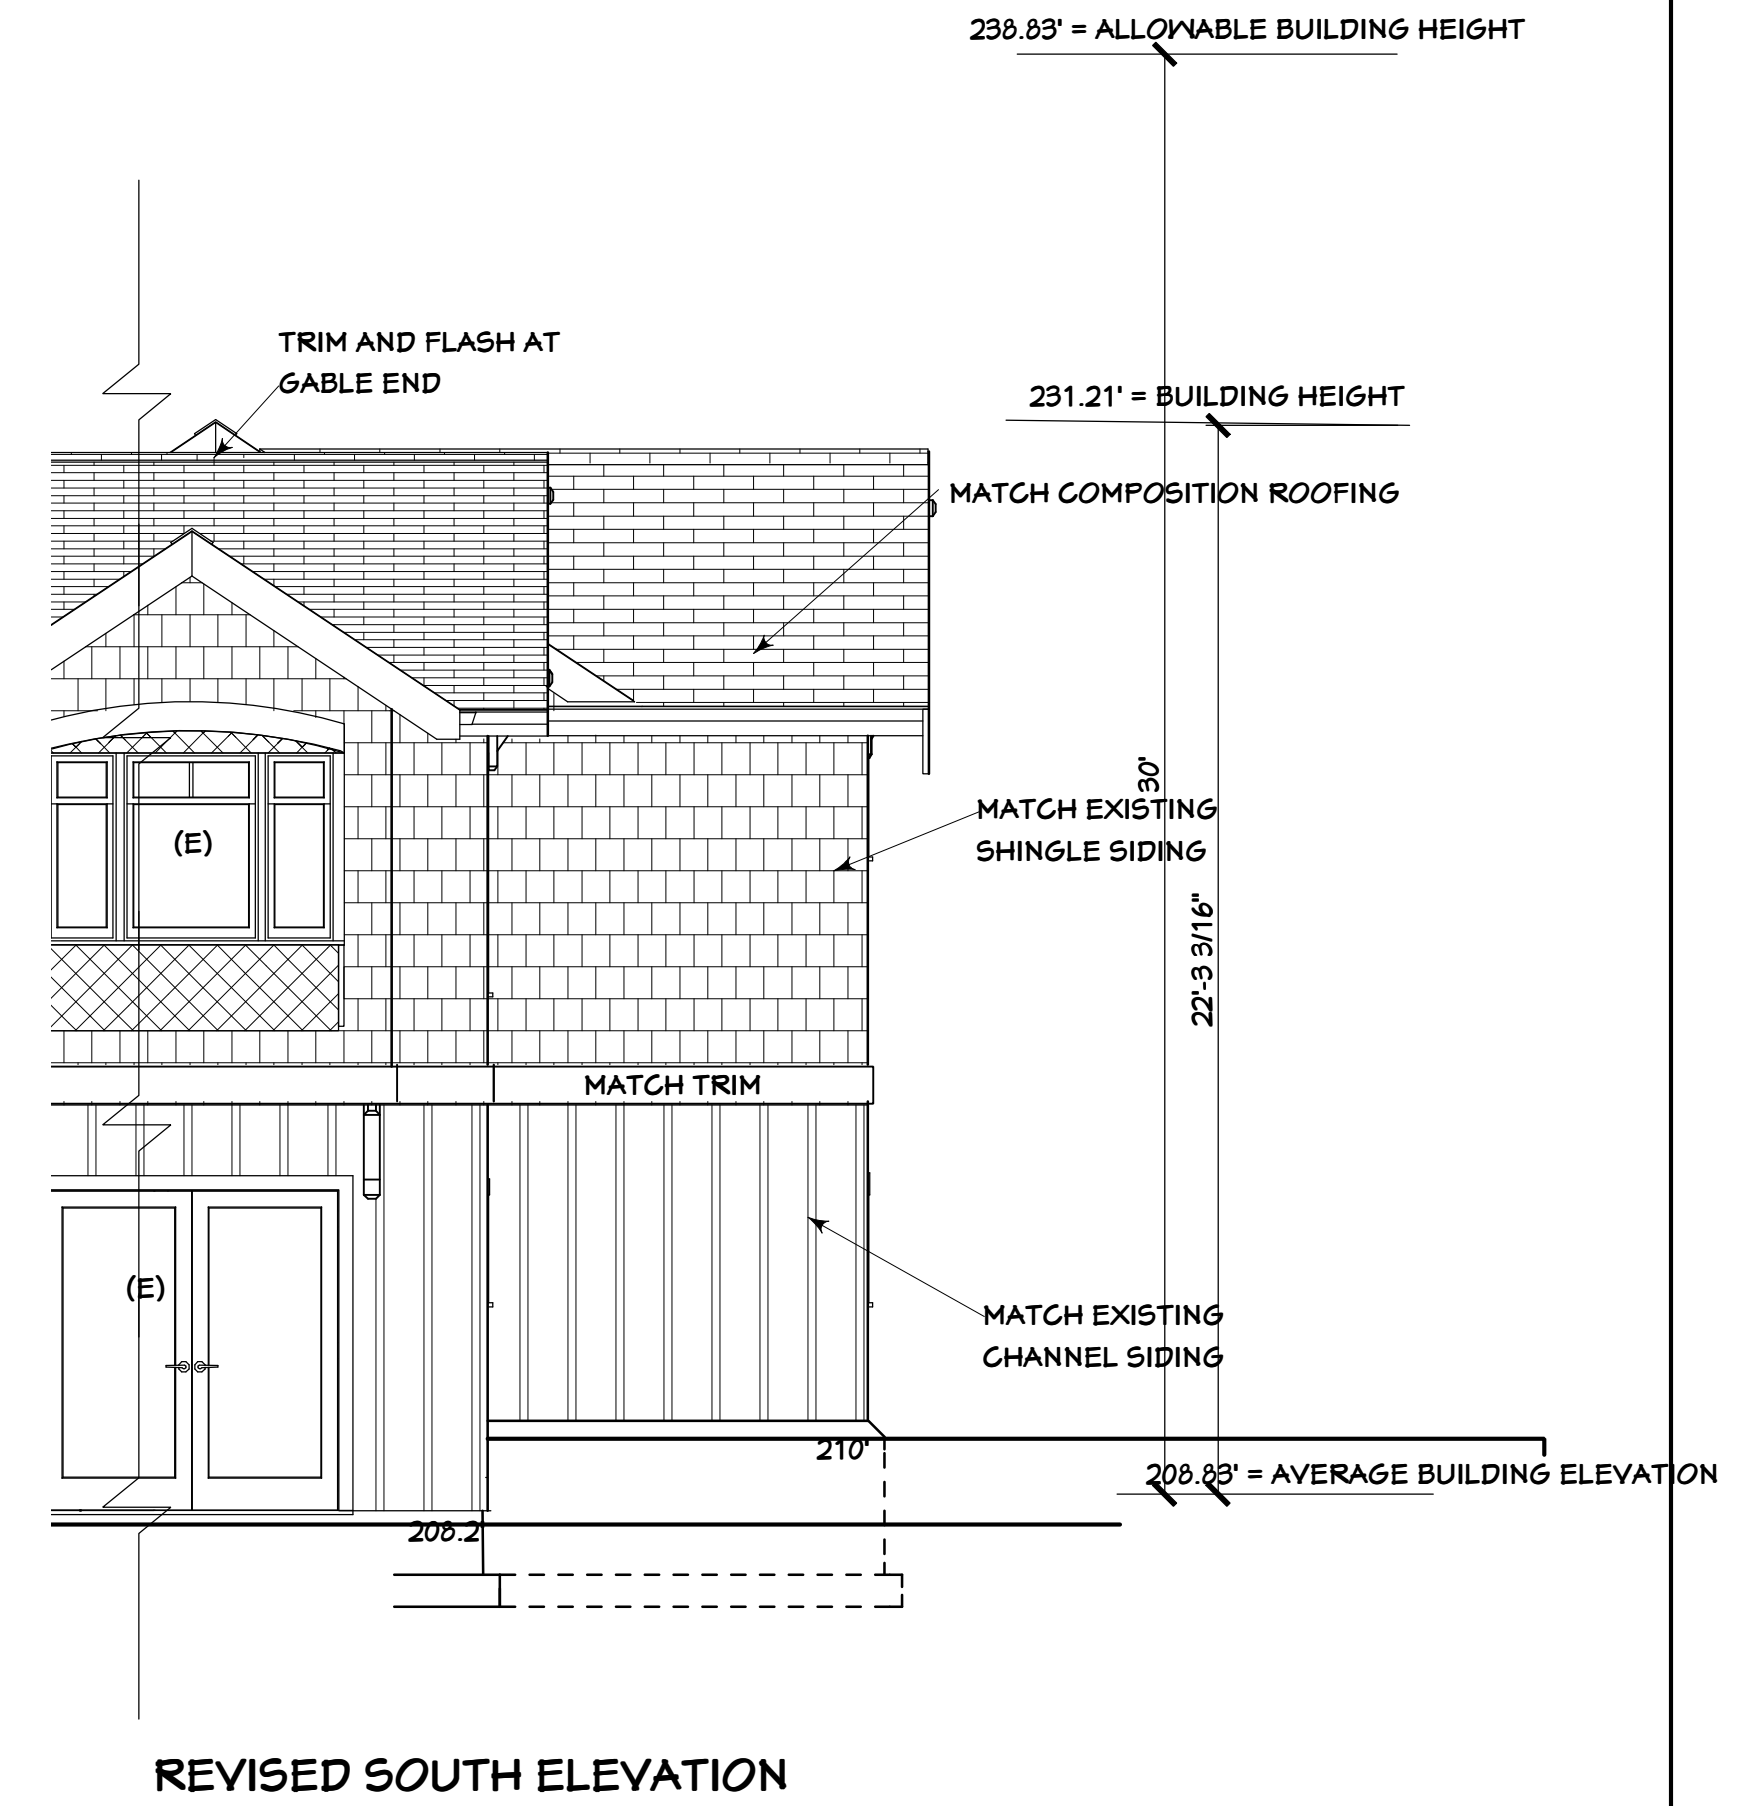 238.83' = ALLOWABLE BUILDING HEIGHT
TRIM AND FLASH AT
GABLE END
231.21' = BUILDING HEIGHT
MATCH COMPOSITION ROOFING
30'
MATCH EXISTING
SHINGLE SIDING
(E)
22'-3 3/16"
MATCH TRIM
(E)
MATCH EXISTING
CHANNEL SIDING
210'
208.83' = AVERAGE BUILDING ELEVATION
208.2'
REVISED SOUTH ELEVATION